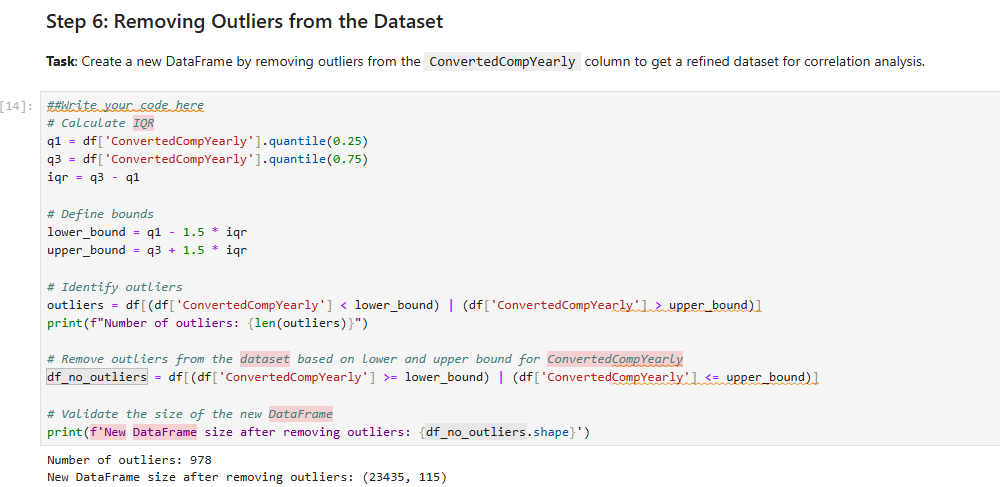 Step 6: Removing Outliers from the Dataset
Task: Create a new DataFrame by removing outliers from the ConvertedCompYearly column to get a refined dataset for correlation analysis.
[14]: ##Write your code here
# Calculate IQR
q1 = df['ConvertedCompYearly'].quantile(0.25)
q3 = df['ConvertedCompYearly'].quantile(0.75)
iqr = q3 - q1
# Define bounds
lower_bound = q1 - 1.5 * iqr
upper_bound = q3 + 1.5 * iqr
# Identify outliers
outliers = df[(df['ConvertedCompYearly'] < lower_bound) | (df['ConvertedCompYearly'] > upper_bound)]
print(f"Number of outliers: {len(outliers)}")
# Remove outliers from the dataset based on lower and upper bound for ConvertedCompYearly
df_no_outliers = df[(df['ConvertedCompYearly'] >= lower_bound) | (df['ConvertedCompYearly'] <= upper_bound)]
# Validate the size of the new DataFrame
print(f'New DataFrame size after removing outliers: {df_no_outliers.shape}')
Number of outliers: 978
New DataFrame size after removing outliers: (23435, 115)